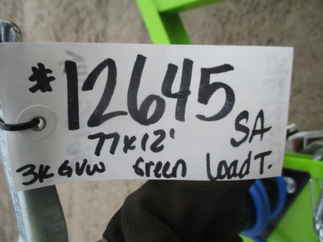 *12645
77x12' SA
3K GVW Green Load T.